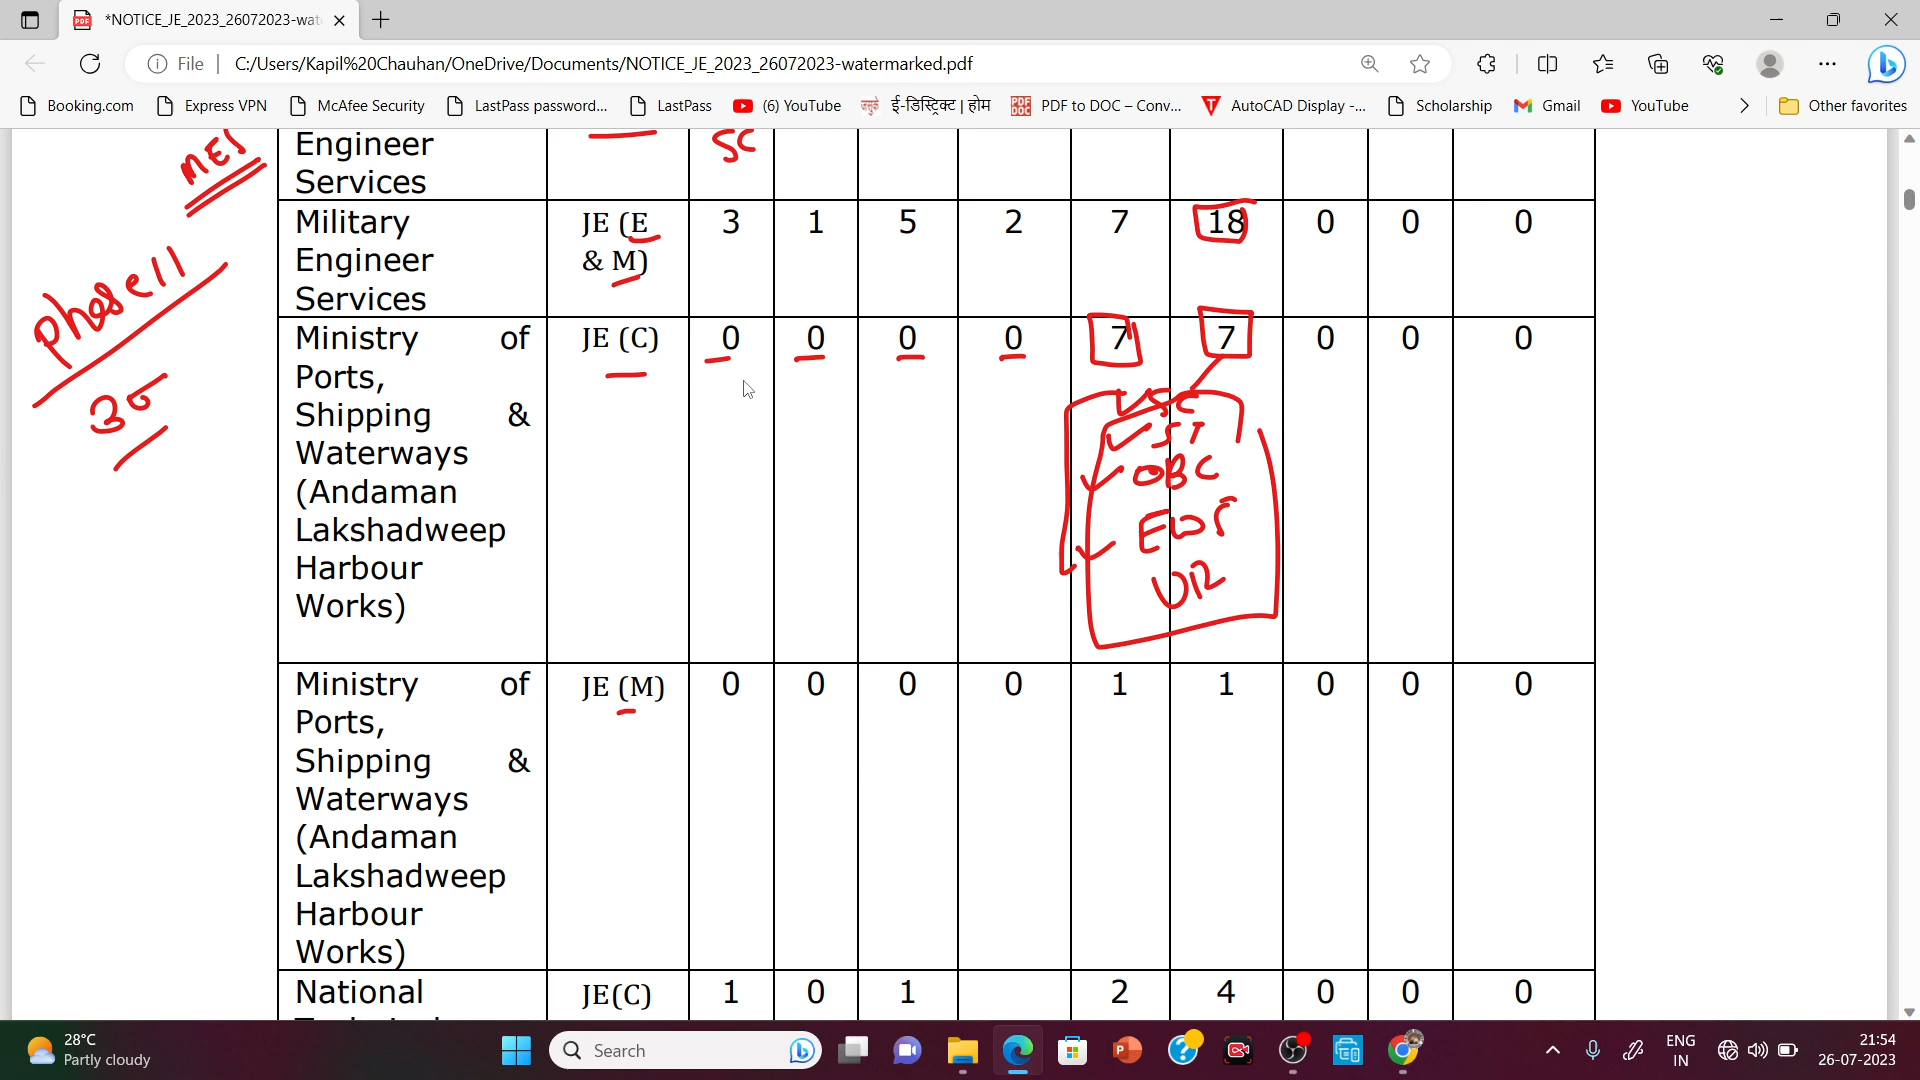 *NOTICE_JE_2023_26072023-wat
File
C:/Users/Kapil%20Chauhan/OneDrive/Documents/NOTICE_JE_2023_26072023-watermarked.pdf
Booking.com Express VPN McAfee Security LastPass password... LastPass (6) YouTube ई-डिस्ट्रिक्ट | होम PDF to DOC – Conv... AutoCAD Display -... Scholarship Gmail YouTube Other favorites
MES
Engineer
Services
SC
Military
Engineer
Services
JE (E
& M)
3 1 5 2 7 18 0 0 0
phase 11
30
Ministry of
Ports,
Shipping &
Waterways
(Andaman
Lakshadweep
Harbour
Works)
JE (C) 0 0 0 0 7 7 0 0 0
SC
ST
OBC
EWS
UR
Ministry of
Ports,
Shipping &
Waterways
(Andaman
Lakshadweep
Harbour
Works)
JE (M) 0 0 0 0 1 1 0 0 0
National JE(C) 1 0 1 2 4 0 0 0
28°C
Partly cloudy
Search
ENG
IN
21:54
26-07-2023